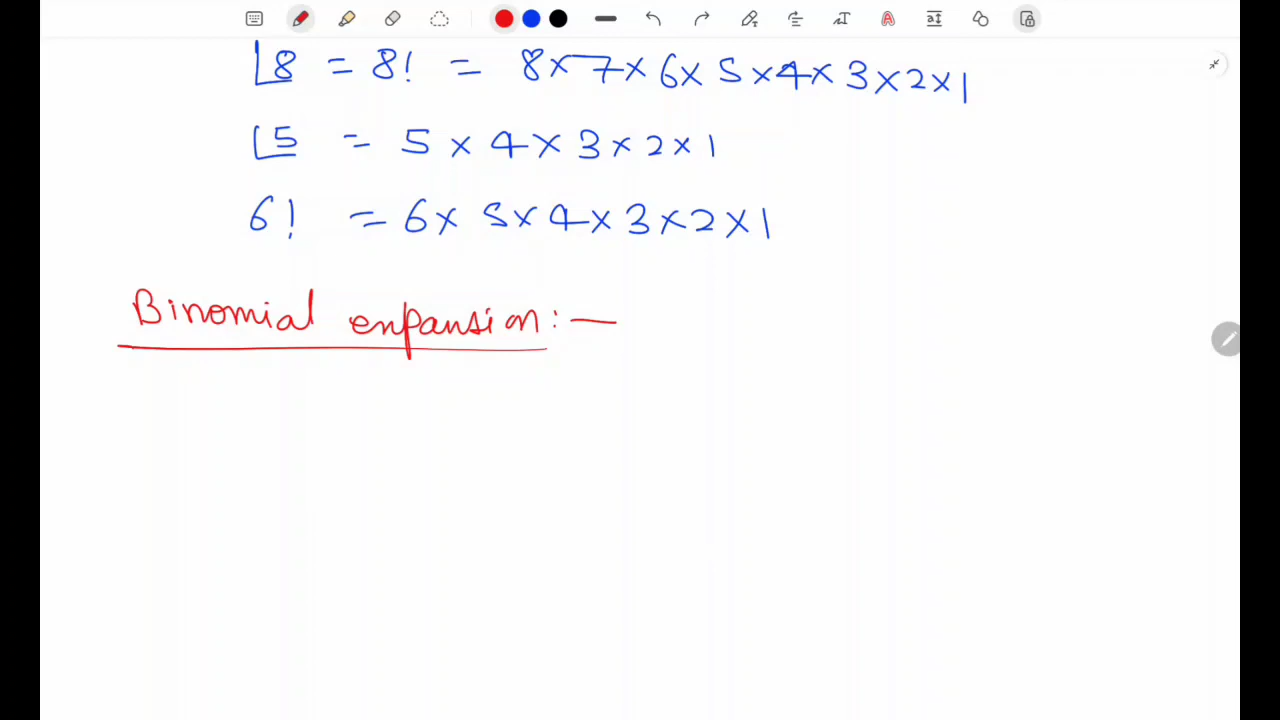 ⌊8 = 8! = 8×7×6×5×4×3×2×1
⌊5 = 5×4×3×2×1
6! = 6×5×4×3×2×1
Binomial enpansion:—